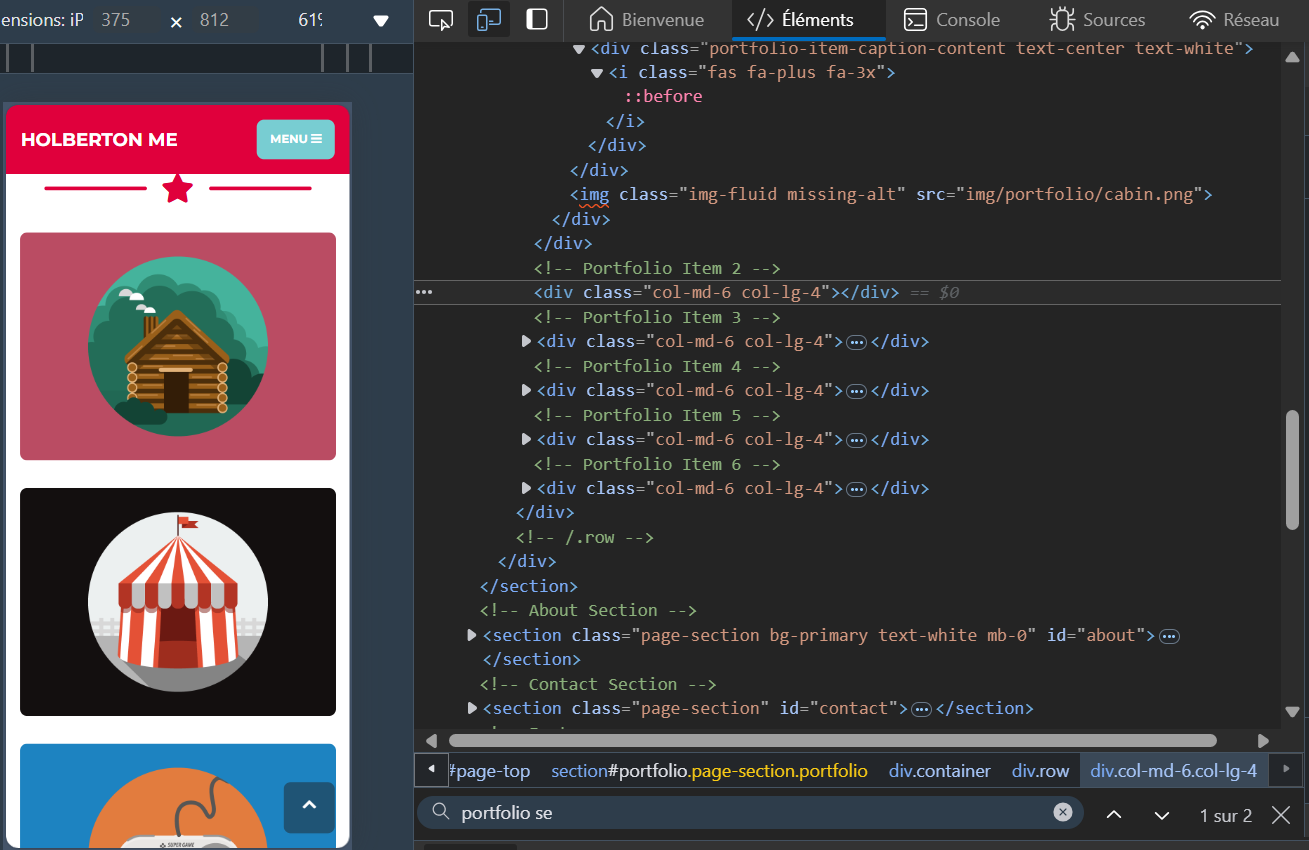 ensions: iP 375 × 812 61%
Bienvenue </> Éléments Console Sources Réseau
HOLBERTON ME
MENU
SUPER GAME
<div class="portfolio-item-caption-content text-center text-white">
<i class="fas fa-plus fa-3x">
::before
</i>
</div>
</div>
<img class="img-fluid missing-alt" src="img/portfolio/cabin.png">
</div>
</div>
<!-- Portfolio Item 2 -->
<div class="col-md-6 col-lg-4"></div> == $0
<!-- Portfolio Item 3 -->
<div class="col-md-6 col-lg-4">…</div>
<!-- Portfolio Item 4 -->
<div class="col-md-6 col-lg-4">…</div>
<!-- Portfolio Item 5 -->
<div class="col-md-6 col-lg-4">…</div>
<!-- Portfolio Item 6 -->
<div class="col-md-6 col-lg-4">…</div>
</div>
<!-- /.row -->
</div>
</section>
<!-- About Section -->
<section class="page-section bg-primary text-white mb-0" id="about">…
</section>
<!-- Contact Section -->
<section class="page-section" id="contact">…</section>
#page-top section#portfolio.page-section.portfolio div.container div.row div.col-md-6.col-lg-4
portfolio se 1 sur 2